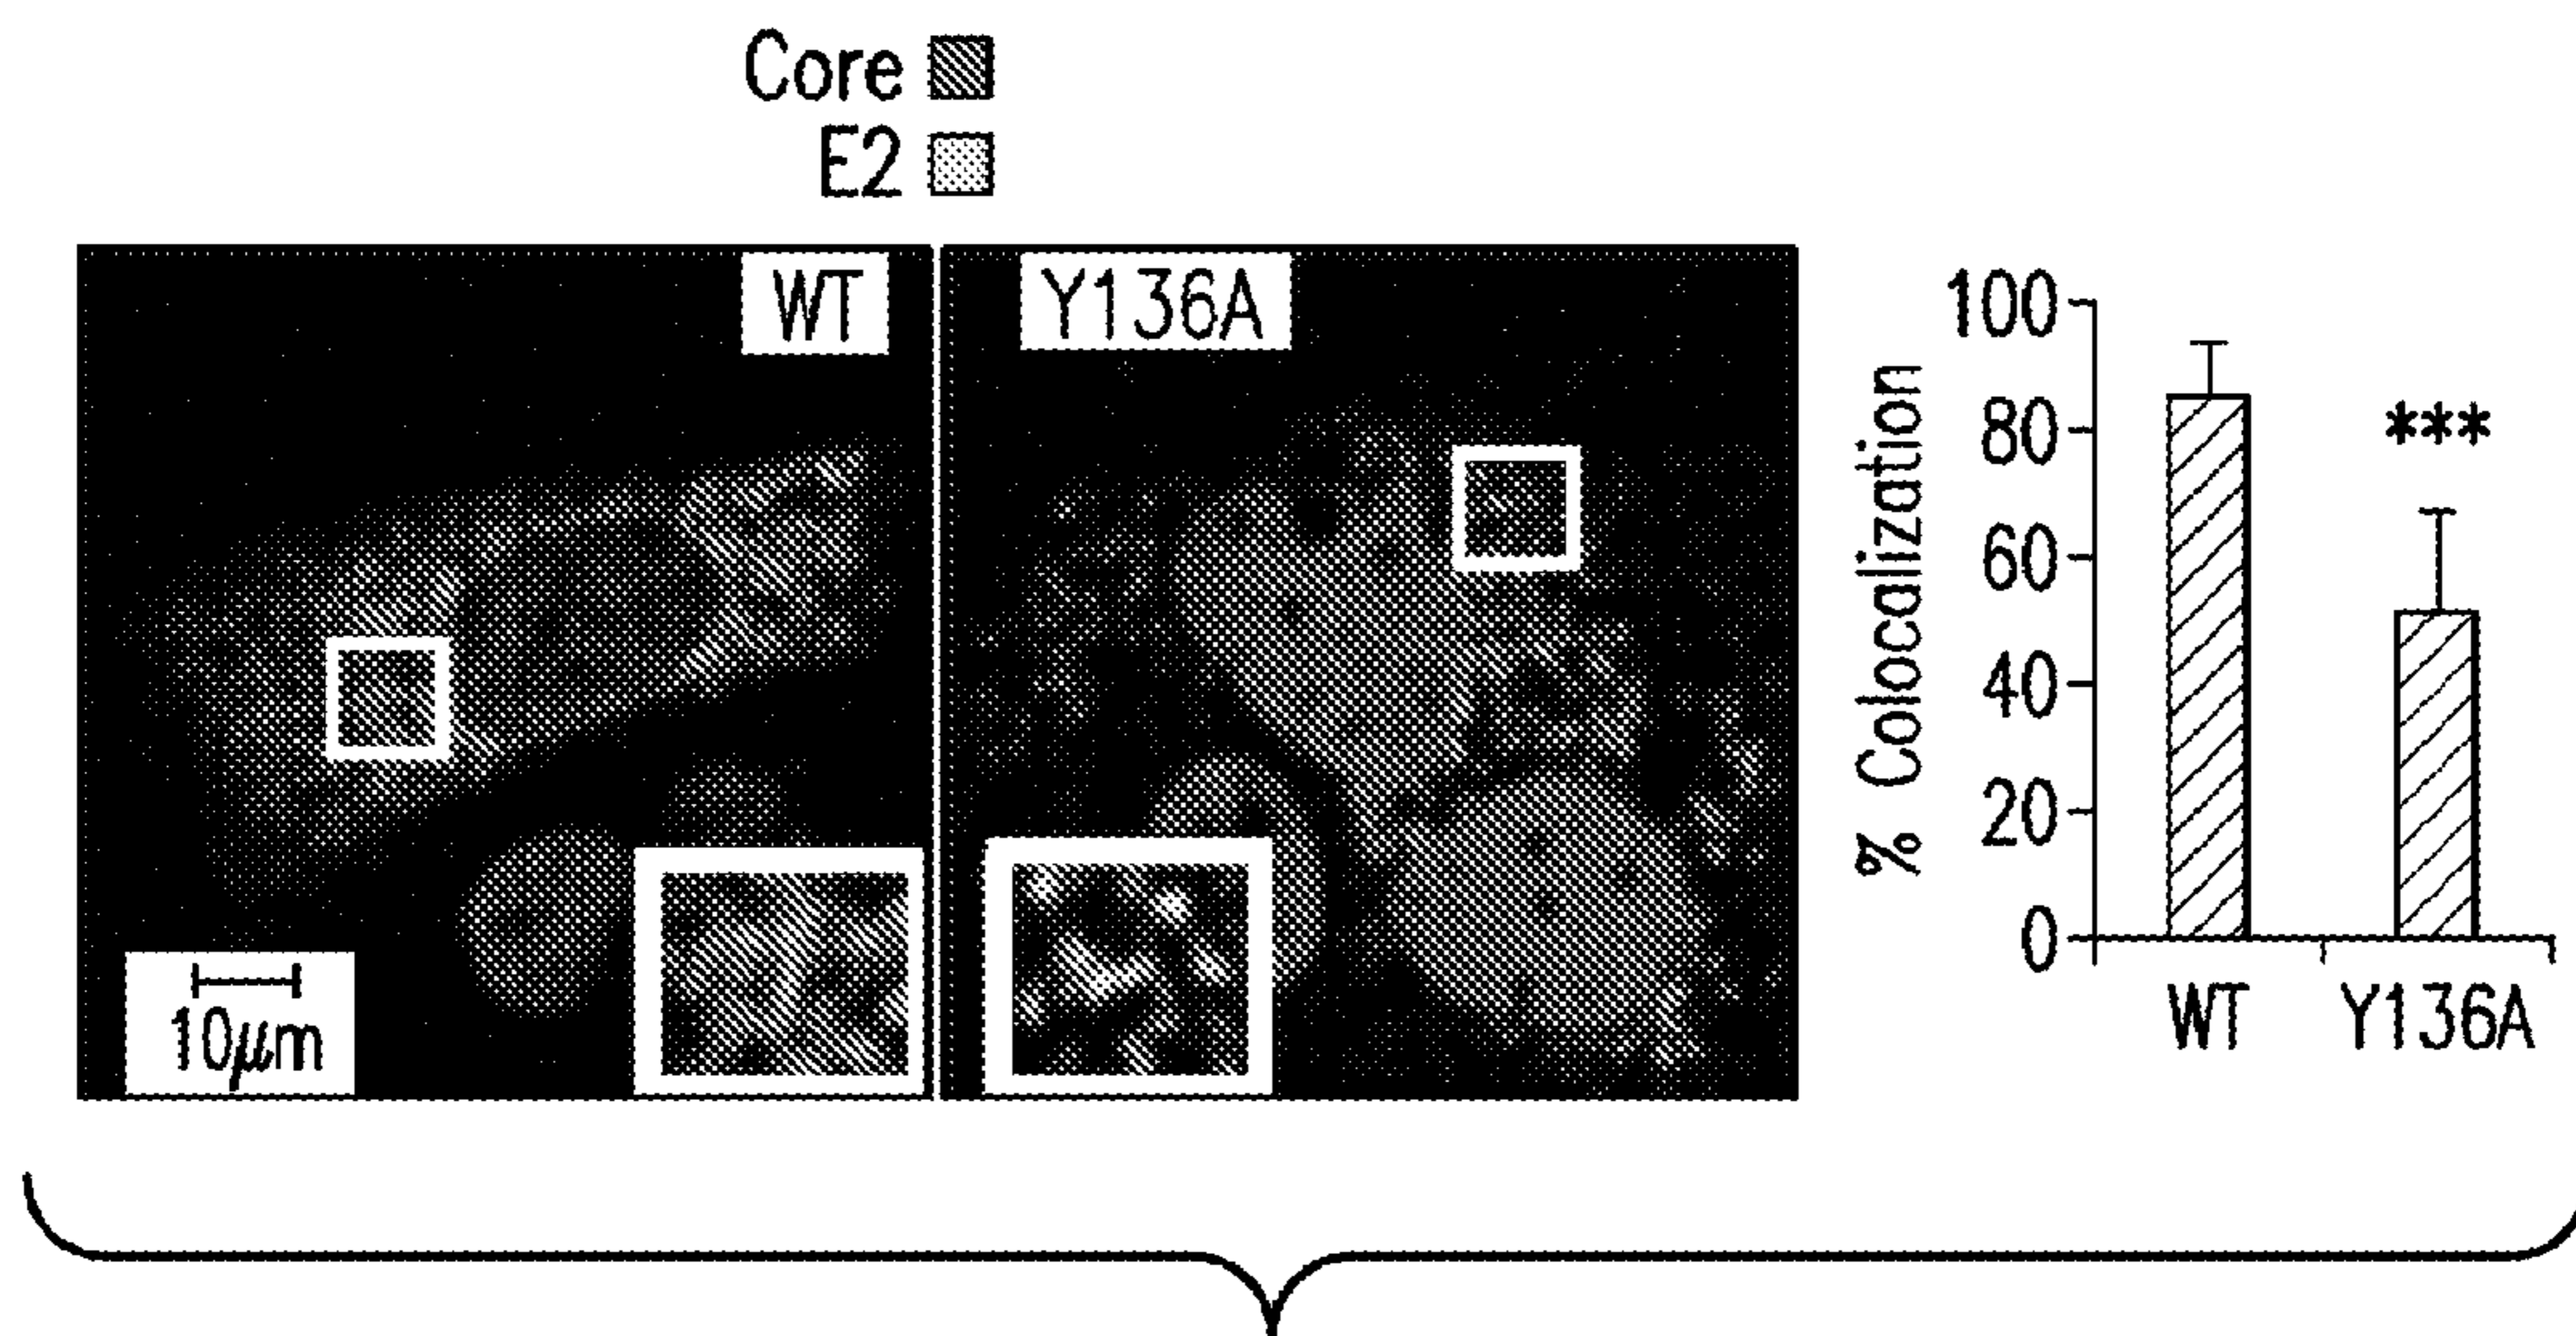 Core
E2
WT
Y136A
10μm
% Colocalization
100
80
60
40
20
0
***
WT
Y136A